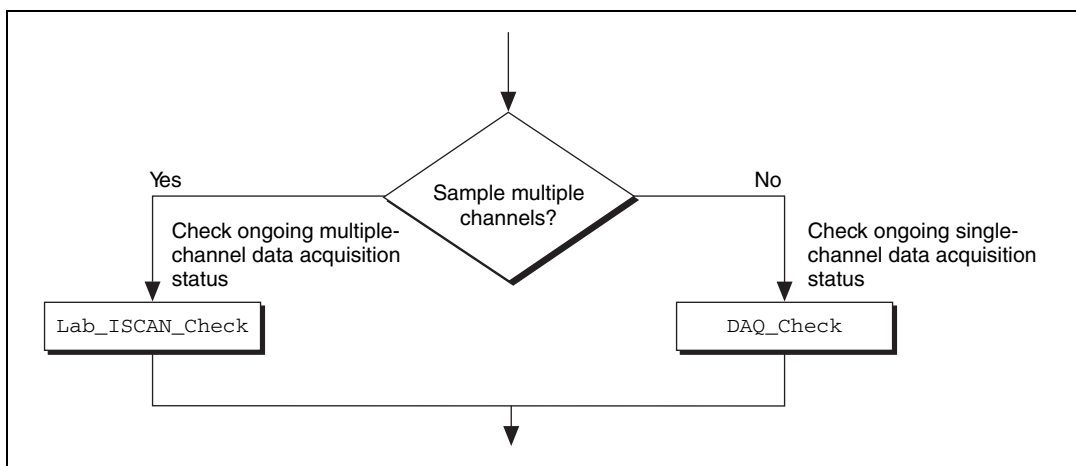 Sample multiple
channels?
Yes
No
Check ongoing multiple-
channel data acquisition
status
Check ongoing single-
channel data acquisition
status
Lab_ISCAN_Check
DAQ_Check